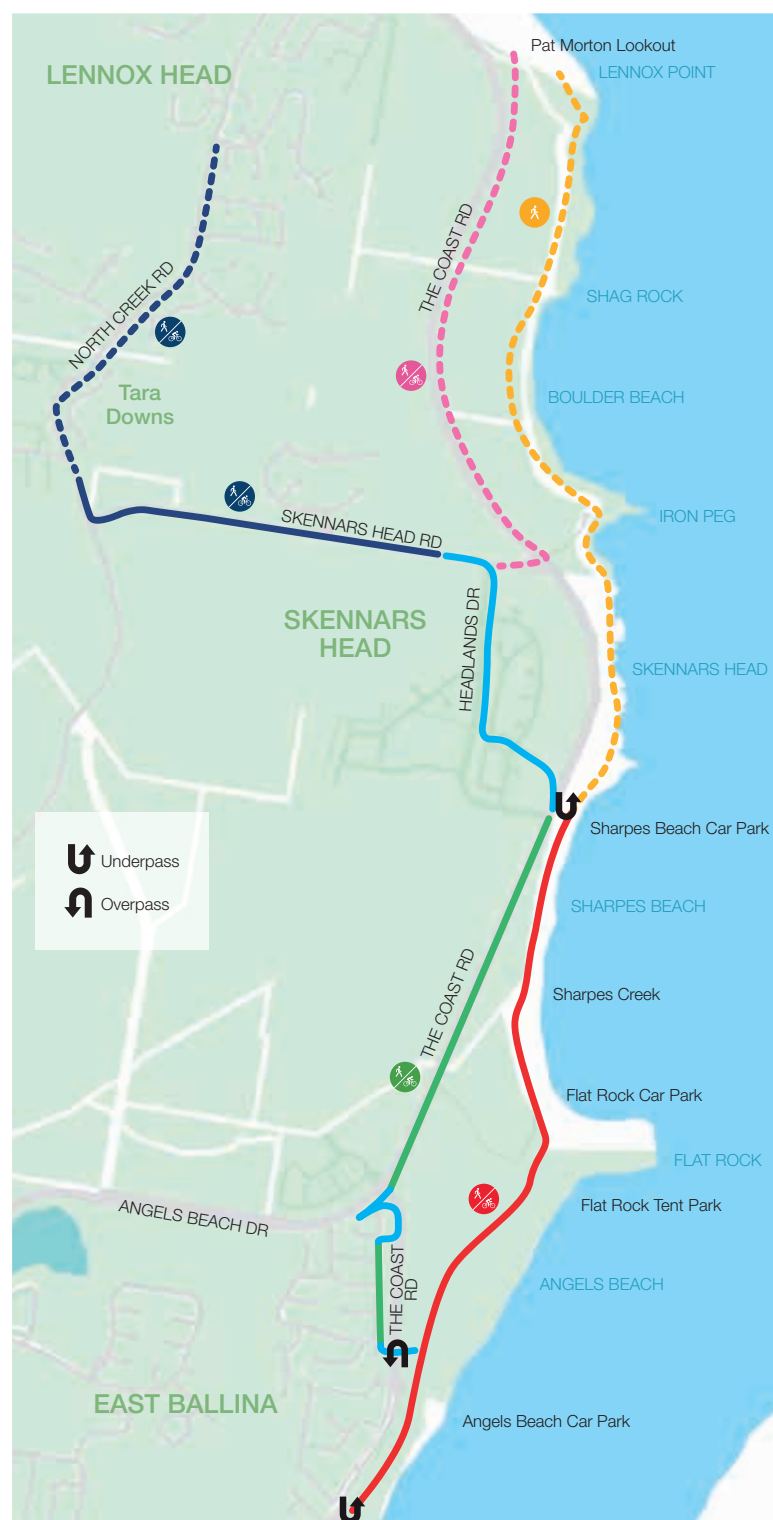 Pat Morton Lookout
LENNOX HEAD
LENNOX POINT
THE COAST RD
NORTH CREEK RD
SHAG ROCK
Tara
Downs
BOULDER BEACH
IRON PEG
SKENNARS HEAD RD
SKENNARS
HEAD
HEADLANDS DR
SKENNARS HEAD
Sharpes Beach Car Park
Underpass
Overpass
SHARPES BEACH
THE COAST RD
Sharpes Creek
Flat Rock Car Park
FLAT ROCK
Flat Rock Tent Park
ANGELS BEACH DR
THE COAST
RD
ANGELS BEACH
EAST BALLINA
Angels Beach Car Park